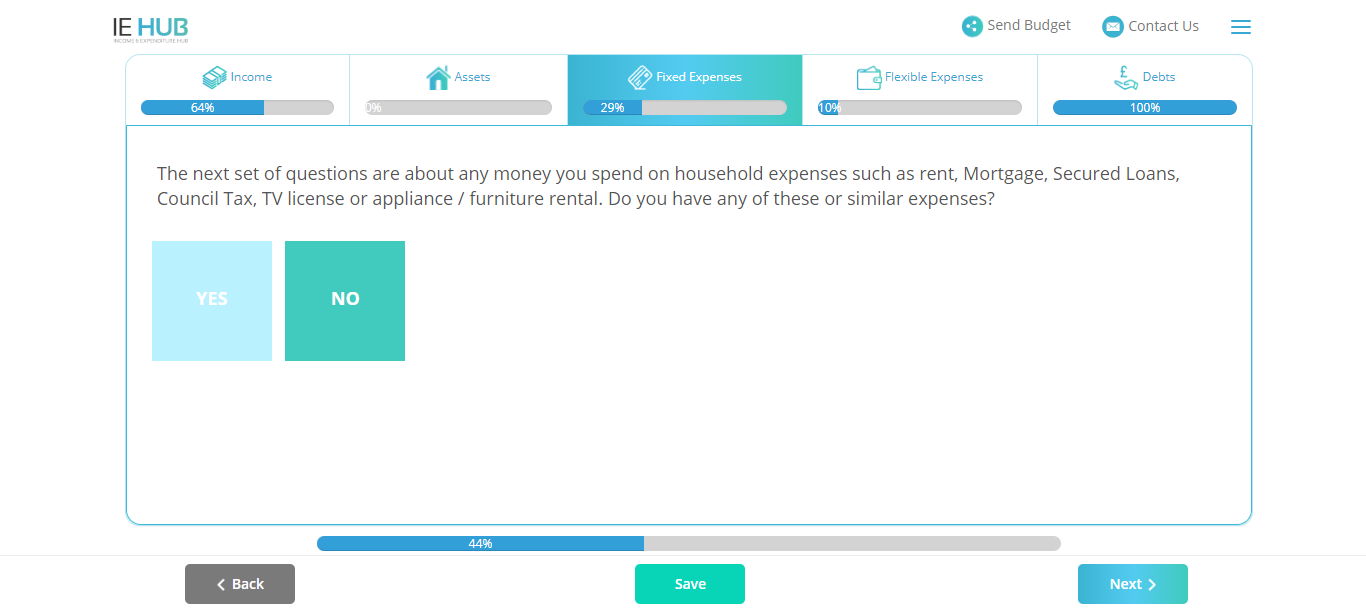 IE HUB
INCOME & EXPENDITURE HUB
Send Budget
Contact Us
Income
64%
Assets
0%
Fixed Expenses
29%
Flexible Expenses
10%
Debts
100%
The next set of questions are about any money you spend on household expenses such as rent, Mortgage, Secured Loans,
Council Tax, TV license or appliance / furniture rental. Do you have any of these or similar expenses?
YES
NO
44%
Back
Save
Next